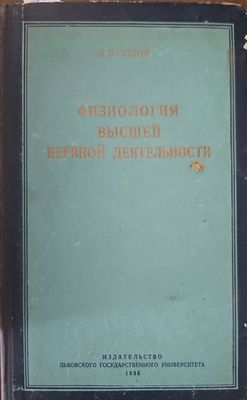 ФИЗИОЛОГИЯ
ВЫСШЕЙ
НЕРВНОЙ ДЕЯТЕЛЬНОСТИ
ИЗДАТЕЛЬСТВО
ЛЬВОВСКОГО ГОСУДАРСТВЕННОГО УНИВЕРСИТЕТА